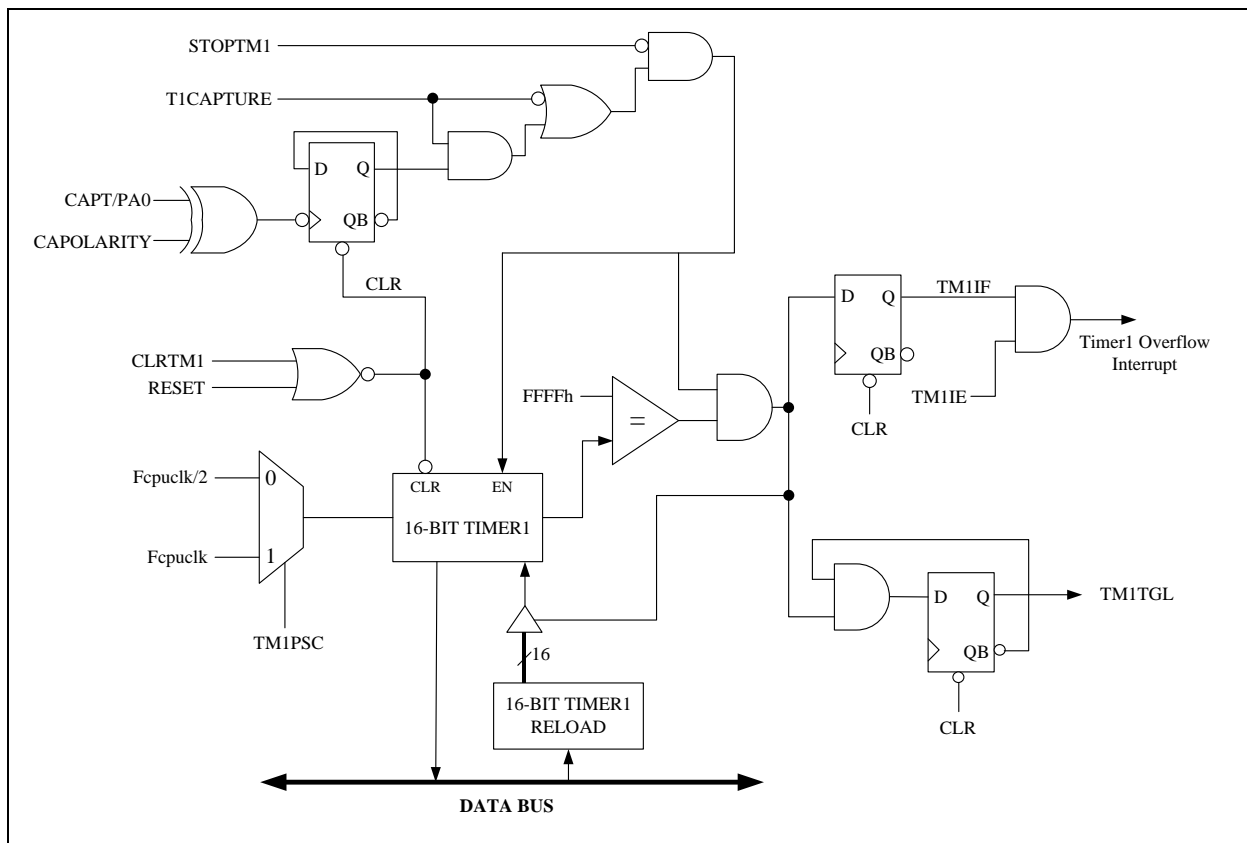 STOPTM1
T1CAPTURE
D Q
QB
CAPT/PA0
CAPOLARITY
CLR
CLRTM1
RESET
FFFFh
=
D Q
QB
TM1IF
Timer1 Overflow
Interrupt
TM1IE
CLR
Fcpuclk/2
0
Fcpuclk
1
TM1PSC
CLR EN
16-BIT TIMER1
16
16-BIT TIMER1
RELOAD
D Q
QB
TM1TGL
CLR
DATA BUS